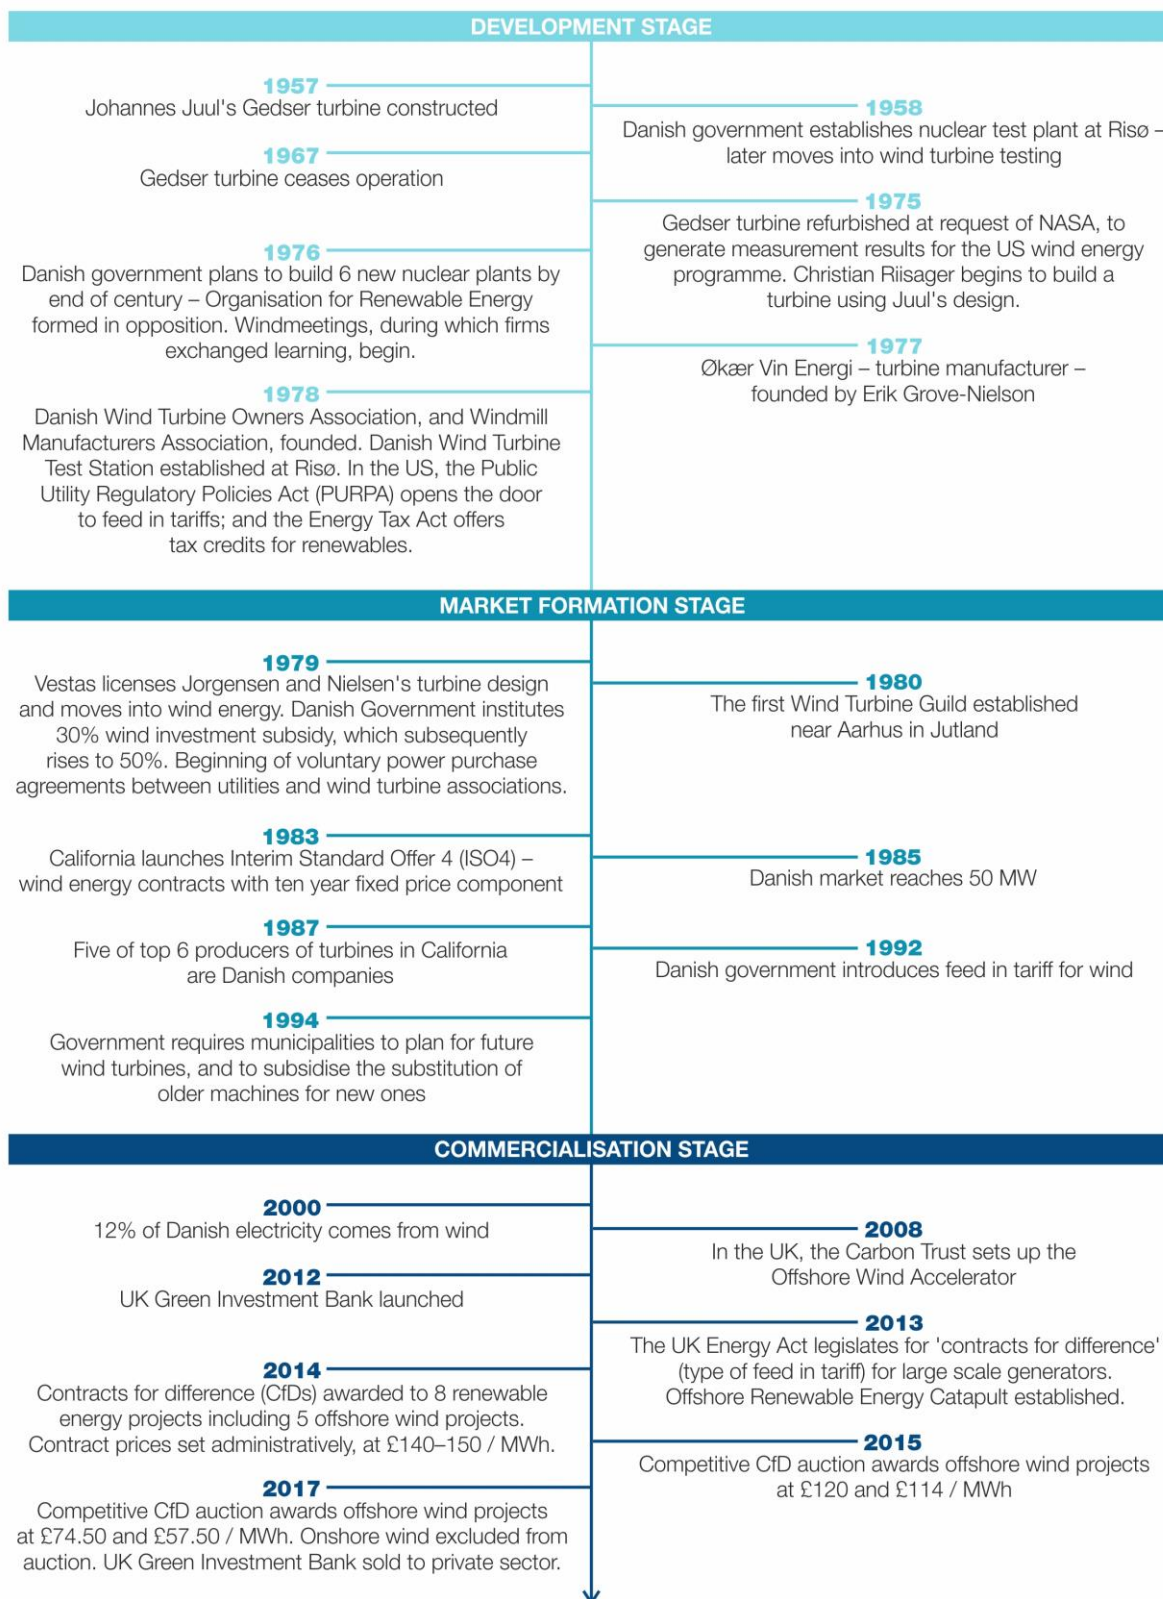 DEVELOPMENT STAGE
1957
Johannes Juul's Gedser turbine constructed
1958
Danish government establishes nuclear test plant at Risø –
later moves into wind turbine testing
1967
Gedser turbine ceases operation
1975
Gedser turbine refurbished at request of NASA, to
generate measurement results for the US wind energy
programme. Christian Riisager begins to build a
turbine using Juul's design.
1976
Danish government plans to build 6 new nuclear plants by
end of century – Organisation for Renewable Energy
formed in opposition. Windmeetings, during which firms
exchanged learning, begin.
1977
Økær Vin Energi – turbine manufacturer –
founded by Erik Grove-Nielson
1978
Danish Wind Turbine Owners Association, and Windmill
Manufacturers Association, founded. Danish Wind Turbine
Test Station established at Risø. In the US, the Public
Utility Regulatory Policies Act (PURPA) opens the door
to feed in tariffs; and the Energy Tax Act offers
tax credits for renewables.
MARKET FORMATION STAGE
1979
Vestas licenses Jorgensen and Nielsen's turbine design
and moves into wind energy. Danish Government institutes
30% wind investment subsidy, which subsequently
rises to 50%. Beginning of voluntary power purchase
agreements between utilities and wind turbine associations.
1980
The first Wind Turbine Guild established
near Aarhus in Jutland
1983
California launches Interim Standard Offer 4 (ISO4) –
wind energy contracts with ten year fixed price component
1985
Danish market reaches 50 MW
1987
Five of top 6 producers of turbines in California
are Danish companies
1992
Danish government introduces feed in tariff for wind
1994
Government requires municipalities to plan for future
wind turbines, and to subsidise the substitution of
older machines for new ones
COMMERCIALISATION STAGE
2000
12% of Danish electricity comes from wind
2008
In the UK, the Carbon Trust sets up the
Offshore Wind Accelerator
2012
UK Green Investment Bank launched
2013
The UK Energy Act legislates for 'contracts for difference'
(type of feed in tariff) for large scale generators.
Offshore Renewable Energy Catapult established.
2014
Contracts for difference (CfDs) awarded to 8 renewable
energy projects including 5 offshore wind projects.
Contract prices set administratively, at £140–150 / MWh.
2015
Competitive CfD auction awards offshore wind projects
at £120 and £114 / MWh
2017
Competitive CfD auction awards offshore wind projects
at £74.50 and £57.50 / MWh. Onshore wind excluded from
auction. UK Green Investment Bank sold to private sector.